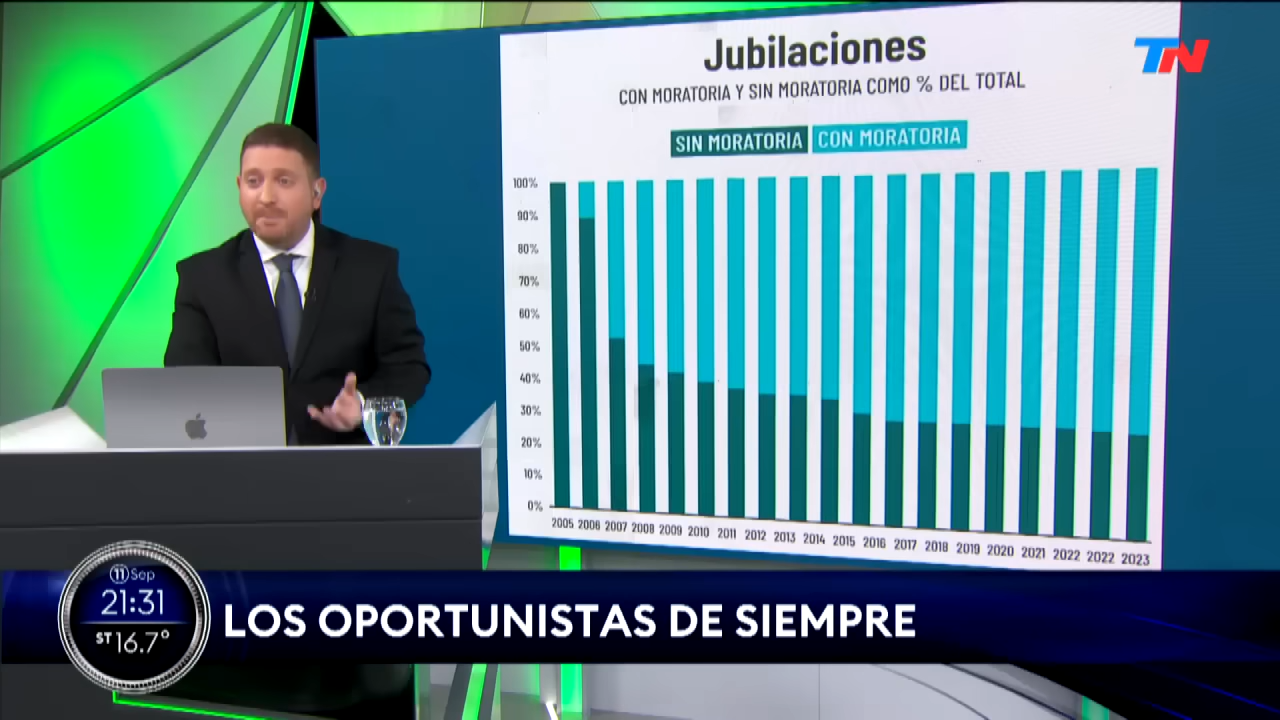 Jubilaciones
TN
CON MORATORIA Y SIN MORATORIA COMO % DEL TOTAL
SIN MORATORIA CON MORATORIA
100%
90%
80%
70%
60%
50%
40%
30%
20%
10%
0%
2005 2006 2007 2008 2009 2010 2011 2012 2013 2014 2015 2016 2017 2018 2019 2020 2021 2022 2022 2023
11 Sep
21:31
ST 16.7°
LOS OPORTUNISTAS DE SIEMPRE